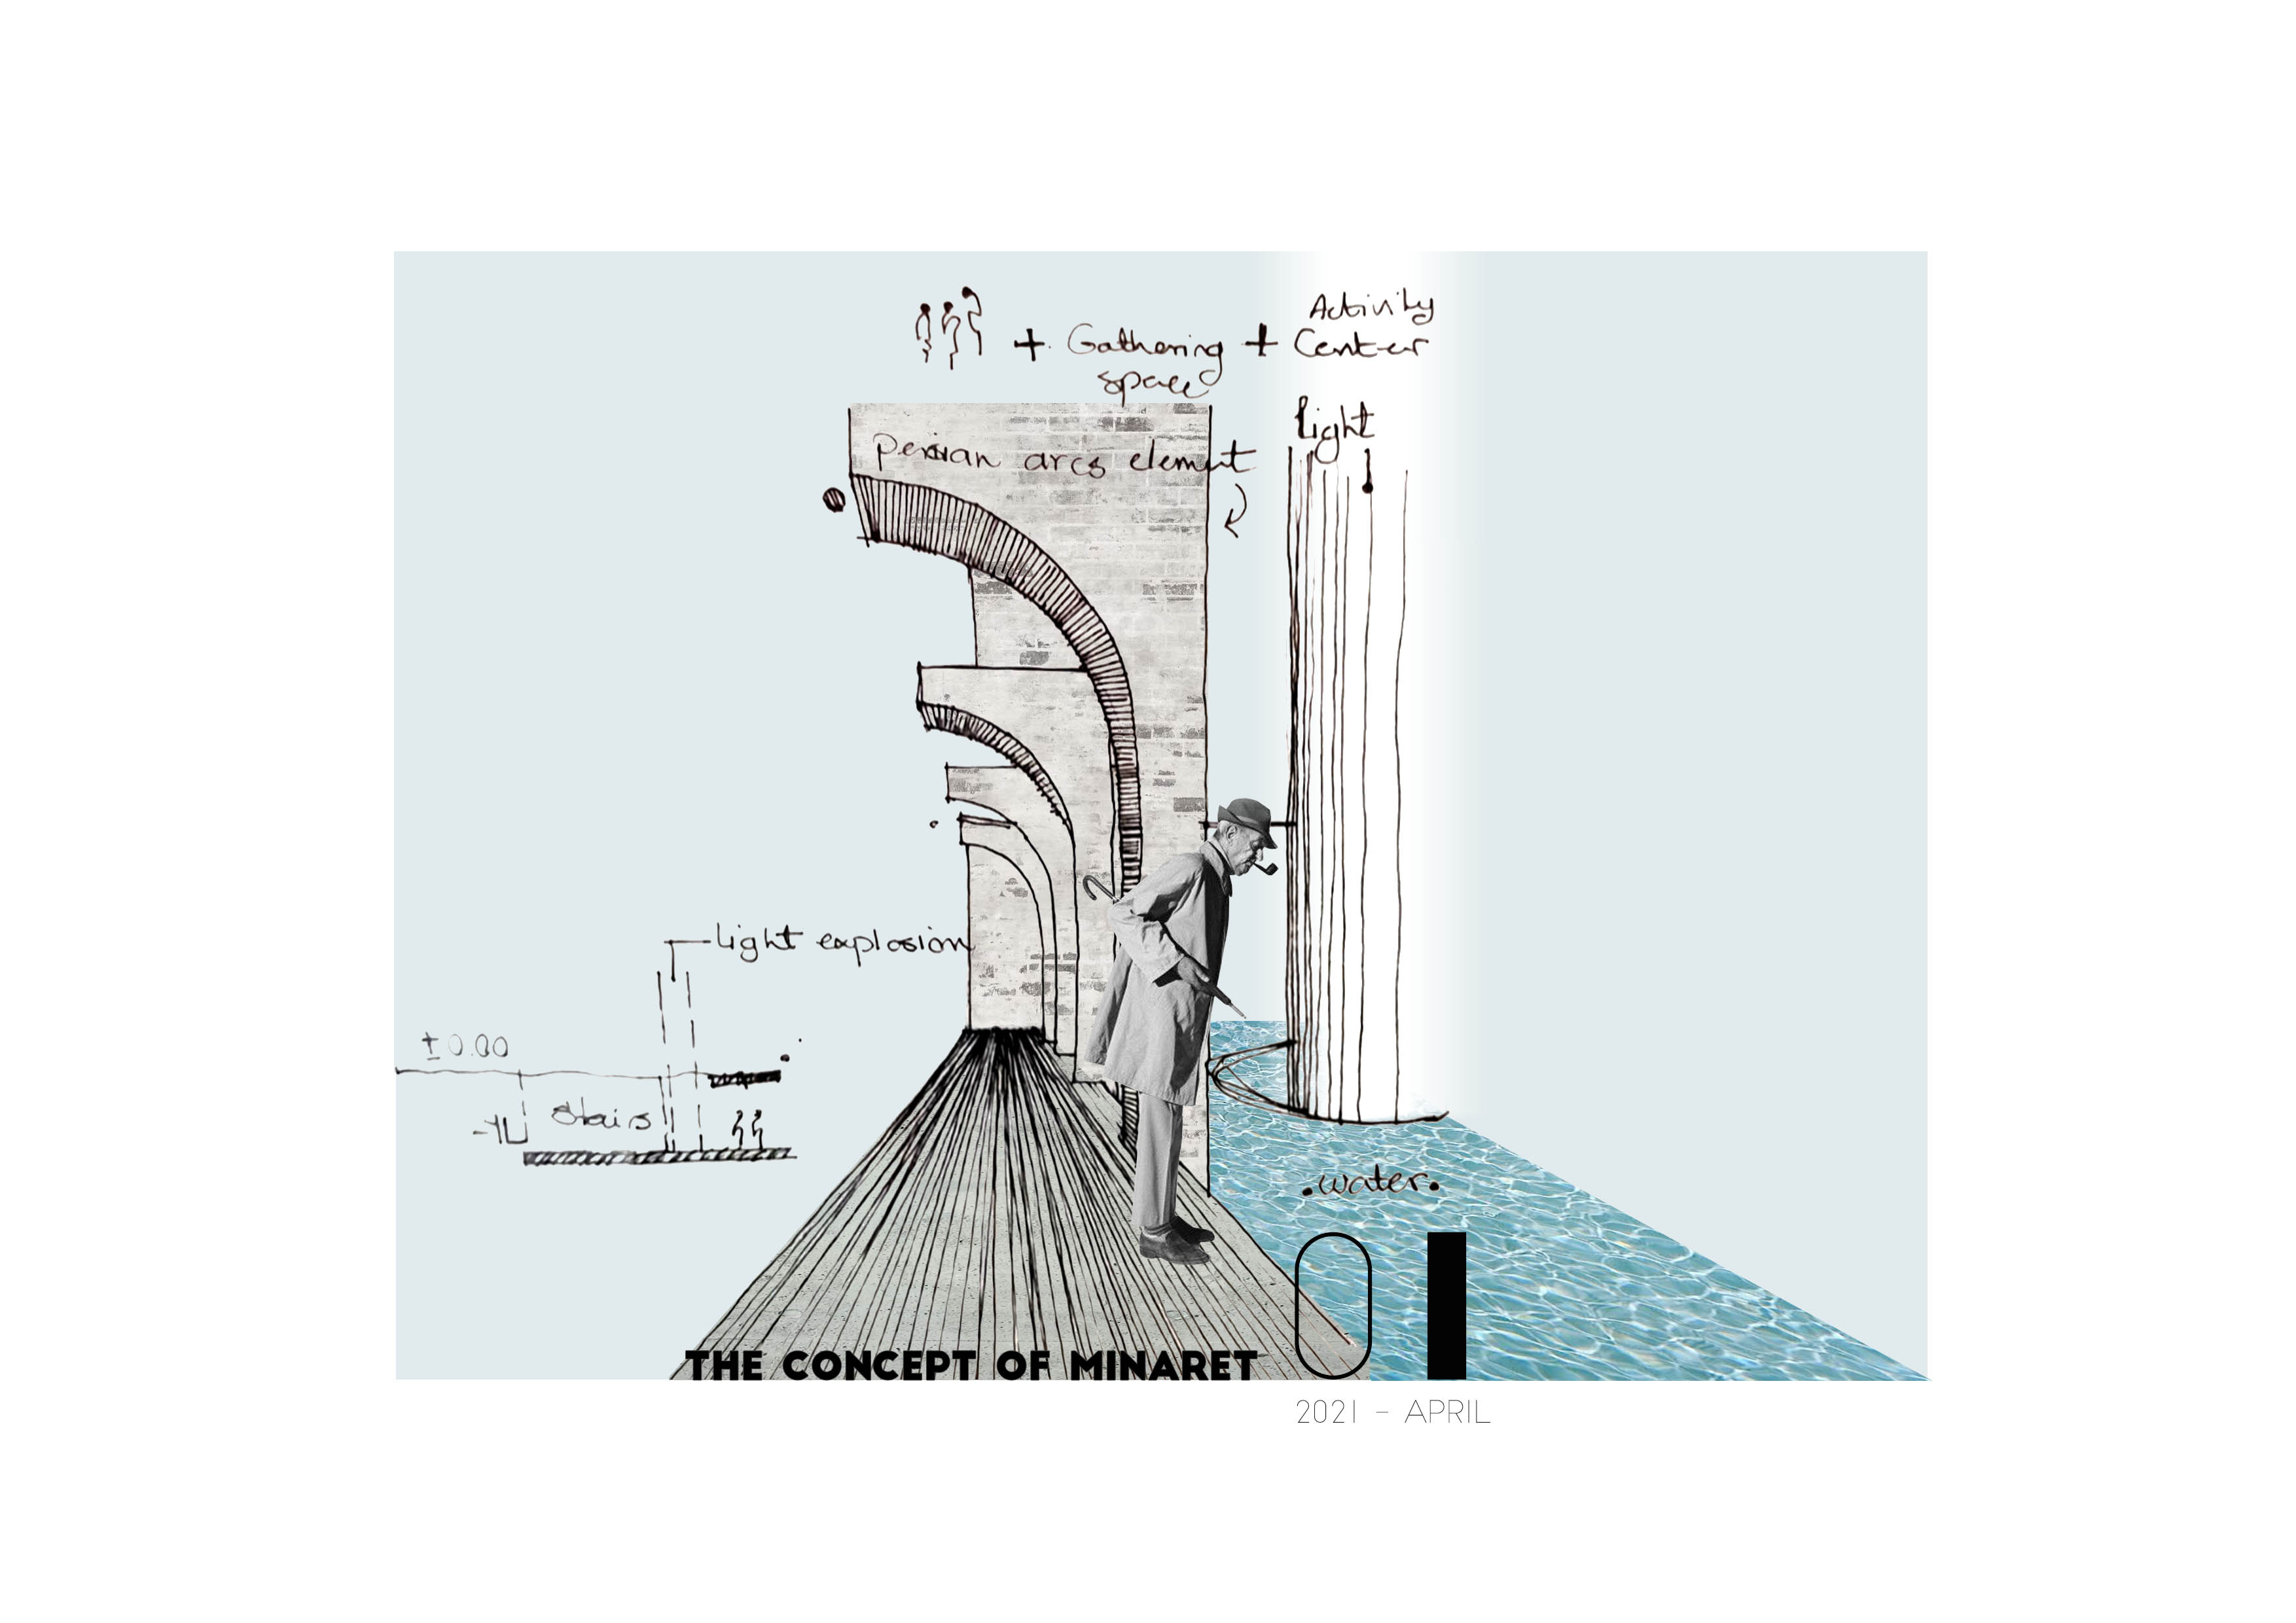 + Gathering + Activity Center
space
light
persian arcs element
light explosion
±0.00
stairs
.water.
01
THE CONCEPT OF MINARET
2021 - APRIL